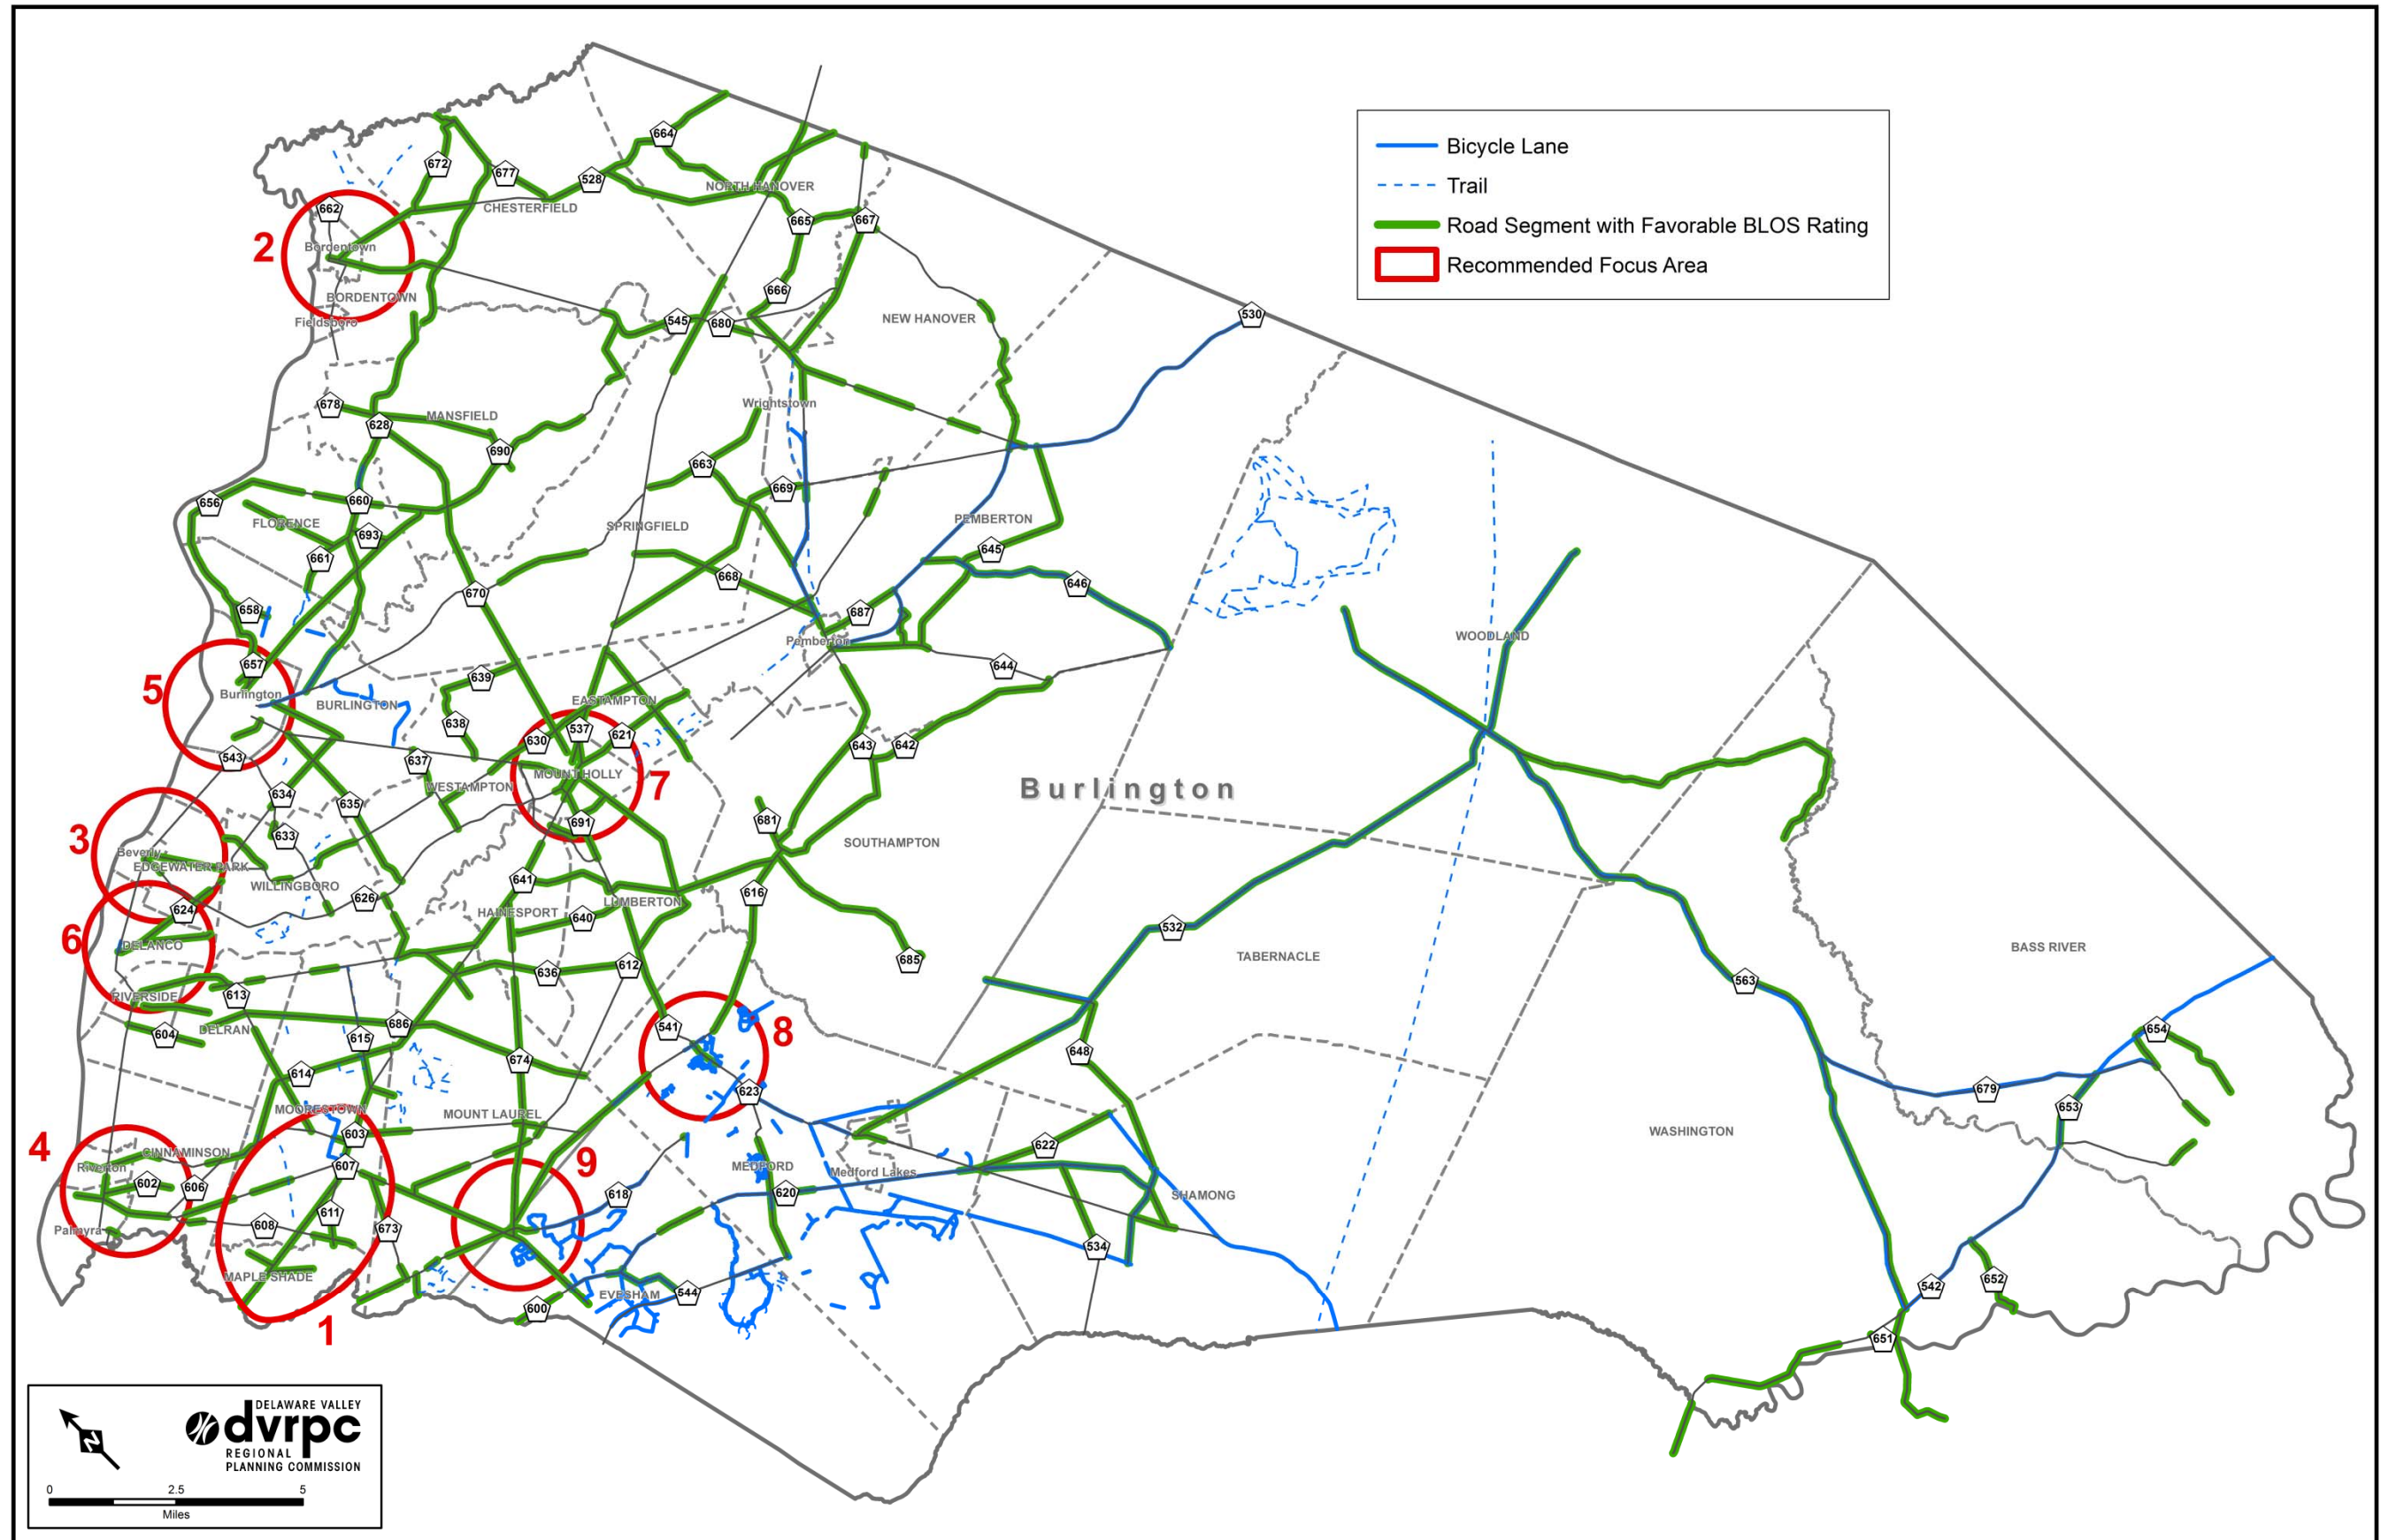 Bicycle Lane
Trail
Road Segment with Favorable BLOS Rating
Recommended Focus Area
664
672
677
528
NORTH HANOVER
CHESTERFIELD
662
665
667
2
Bordentown
666
BORDENTOWN
Fieldsboro
545
680
NEW HANOVER
530
678
Wrightstown
MANSFIELD
628
690
663
669
656
660
FLORENCE
693
SPRINGFIELD
PEMBERTON
661
645
668
646
670
658
687
Pemberton
WOODLAND
657
644
639
5
Burlington
BURLINGTON
EASTAMPTON
638
537
621
630
643
642
543
637
MOUNT HOLLY
7
WESTAMPTON
Burlington
634
635
691
681
633
3
Beverly
EDGEWATER PARK
SOUTHAMPTON
WILLINGBORO
641
616
626
LUMBERTON
624
HAINESPORT
640
532
6
DELANCO
BASS RIVER
TABERNACLE
685
612
636
563
RIVERSIDE
613
686
541
8
604
DELRAN
615
654
648
674
614
623
679
MOORESTOWN
MOUNT LAUREL
653
603
WASHINGTON
4
CINNAMINSON
622
Riverton
607
9
MEDFORD
Medford Lakes
602
606
618
620
SHAMONG
611
608
673
Palmyra
534
MAPLE SHADE
652
542
EVESHAM
544
600
1
651
N
DELAWARE VALLEY
dvrpc
REGIONAL
PLANNING COMMISSION
0 2.5 5
Miles